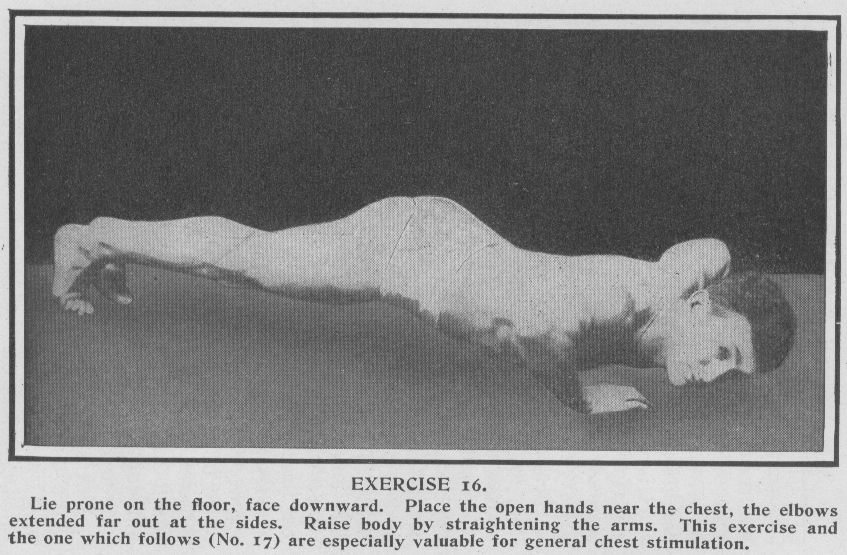 EXERCISE 16.
Lie prone on the floor, face downward. Place the open hands near the chest, the elbows
extended far out at the sides. Raise body by straightening the arms. This exercise and
the one which follows (No. 17) are especially valuable for general chest stimulation.